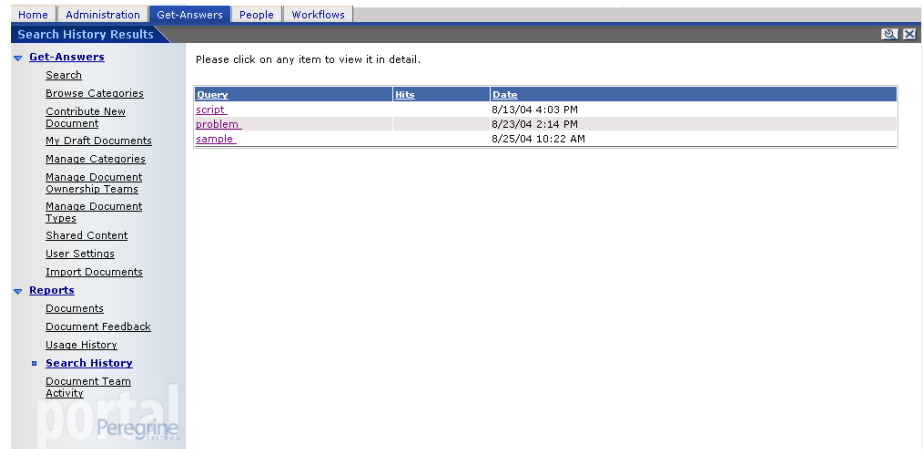 Home Administration Get-Answers People Workflows
Search History Results
Get-Answers
Search
Browse Categories
Contribute New
Document
My Draft Documents
Manage Categories
Manage Document
Ownership Teams
Manage Document
Types
Shared Content
User Settings
Import Documents
Reports
Documents
Document Feedback
Usage History
Search History
Document Team
Activity
portal
Peregrine
SYSTEMS
Please click on any item to view it in detail.
Query Hits Date
script 8/13/04 4:03 PM
problem 8/23/04 2:14 PM
sample 8/25/04 10:22 AM